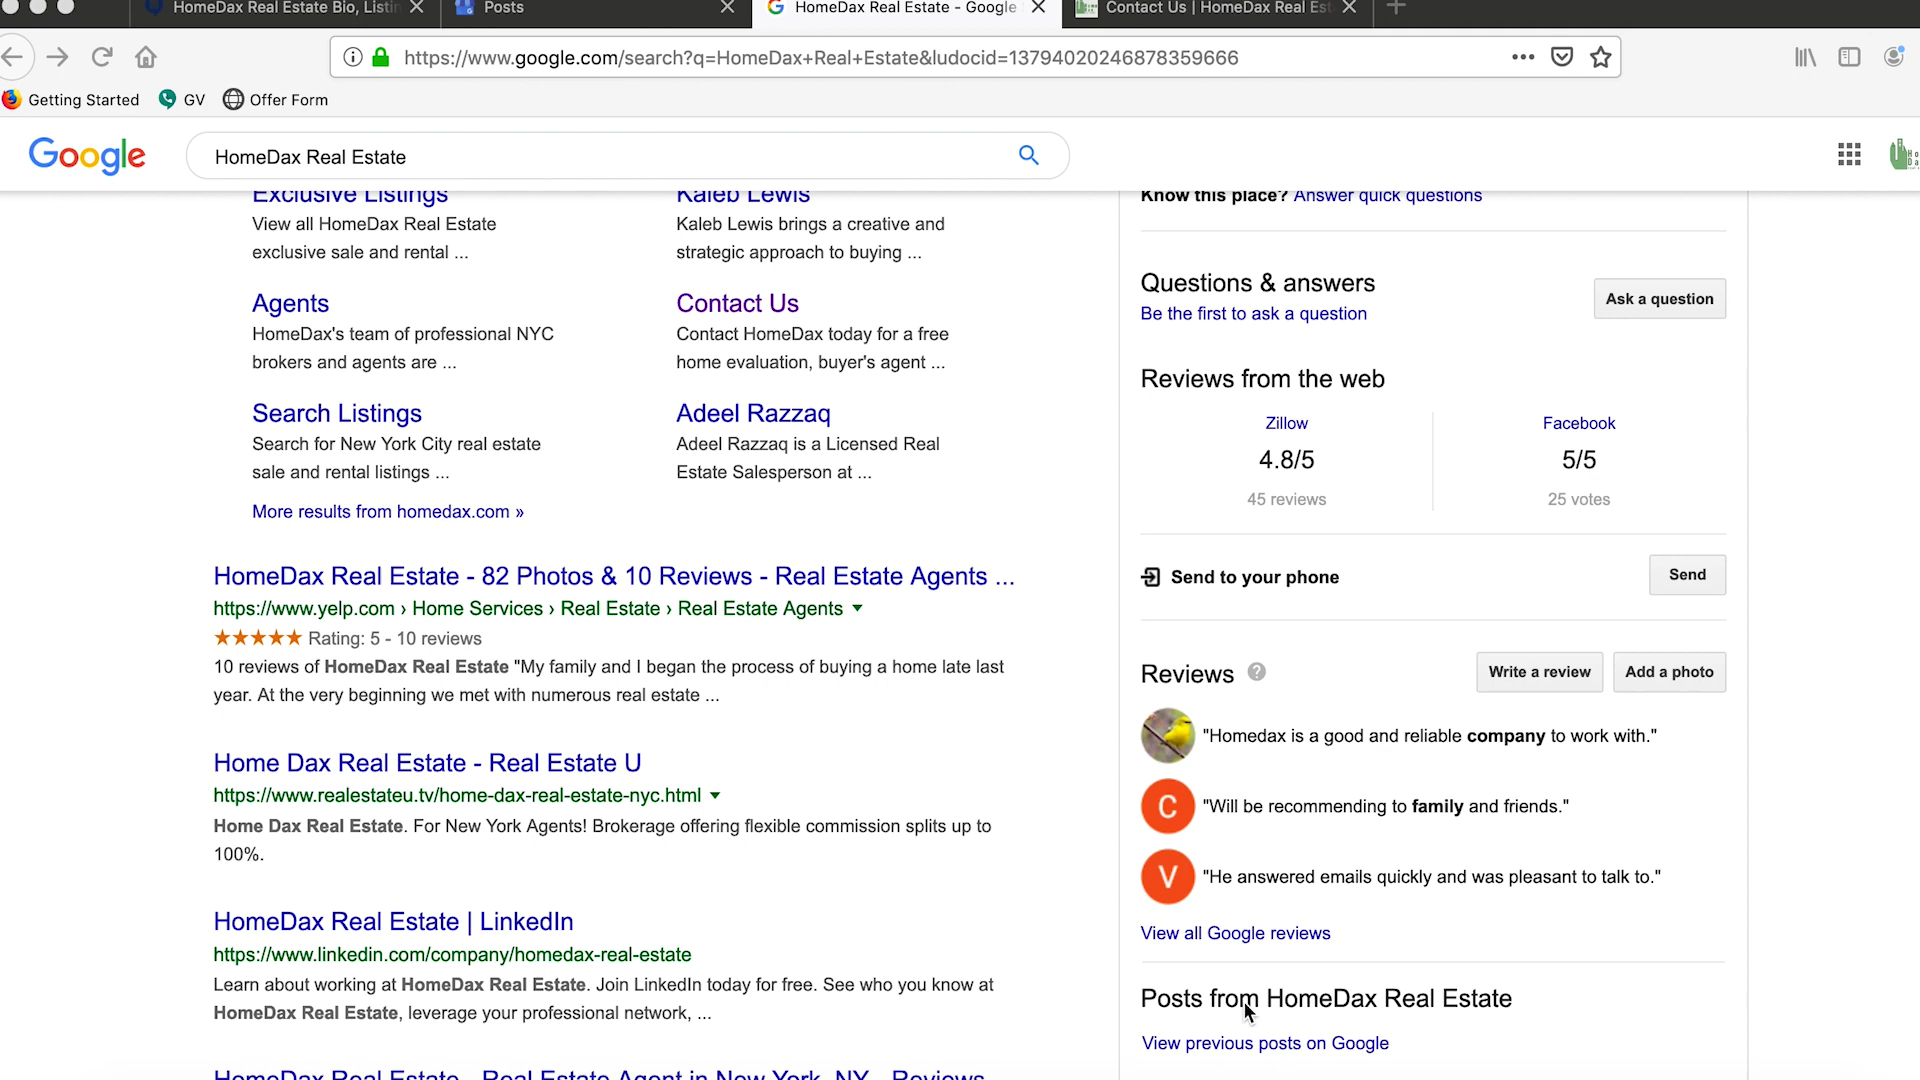 HomeDax Real Estate Bio, Listin
Posts
HomeDax Real Estate - Google
Contact Us | HomeDax Real Est
https://www.google.com/search?q=HomeDax+Real+Estate&ludocid=13794020246878359666
Getting Started
GV
Offer Form
Google
HomeDax Real Estate
Exclusive Listings
View all HomeDax Real Estate
exclusive sale and rental ...
Kaleb Lewis
Kaleb Lewis brings a creative and
strategic approach to buying ...
Agents
HomeDax's team of professional NYC
brokers and agents are ...
Contact Us
Contact HomeDax today for a free
home evaluation, buyer's agent ...
Search Listings
Search for New York City real estate
sale and rental listings ...
Adeel Razzaq
Adeel Razzaq is a Licensed Real
Estate Salesperson at ...
More results from homedax.com »
HomeDax Real Estate - 82 Photos & 10 Reviews - Real Estate Agents ...
https://www.yelp.com › Home Services › Real Estate › Real Estate Agents
Rating: 5 - 10 reviews
10 reviews of HomeDax Real Estate "My family and I began the process of buying a home late last
year. At the very beginning we met with numerous real estate ...
Home Dax Real Estate - Real Estate U
https://www.realestateu.tv/home-dax-real-estate-nyc.html
Home Dax Real Estate. For New York Agents! Brokerage offering flexible commission splits up to
100%.
HomeDax Real Estate | LinkedIn
https://www.linkedin.com/company/homedax-real-estate
Learn about working at HomeDax Real Estate. Join LinkedIn today for free. See who you know at
HomeDax Real Estate, leverage your professional network, ...
HomeDax Real Estate - Real Estate Agent in New York, NY - Reviews
Know this place? Answer quick questions
Questions & answers
Be the first to ask a question
Ask a question
Reviews from the web
Zillow
4.8/5
45 reviews
Facebook
5/5
25 votes
Send to your phone
Send
Reviews
Write a review
Add a photo
"Homedax is a good and reliable company to work with."
C
"Will be recommending to family and friends."
V
"He answered emails quickly and was pleasant to talk to."
View all Google reviews
Posts from HomeDax Real Estate
View previous posts on Google